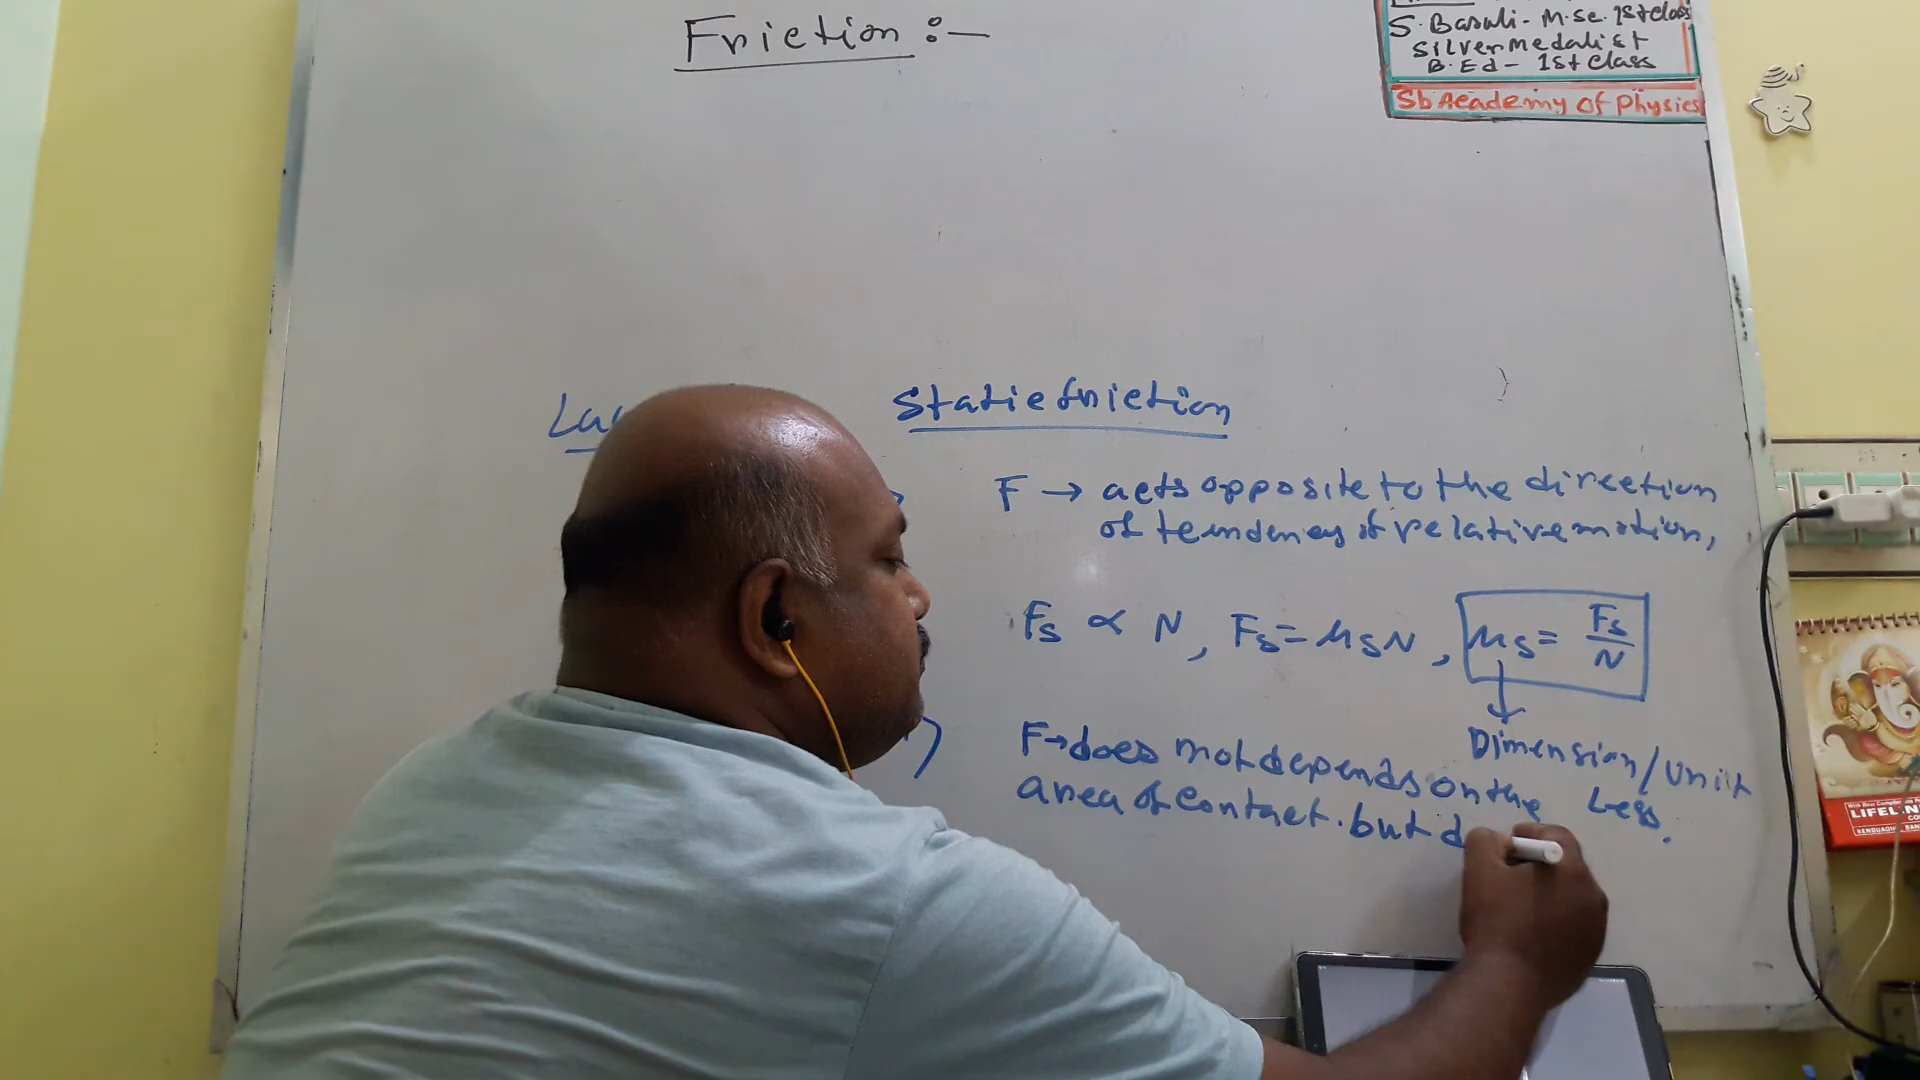 Friction :-
S. Basuli - M.Sc. 1st Class
Silver Medalist
B.Ed - 1st Class
Sb Academy of Physics
Static friction
F → acts opposite to the direction
of tendency of relative motion,
Fs ∝ N, Fs = μsN, μs = Fs/N
Dimension/Unit
Less.
F→ does not depends on the
area of contact. but d
LIFELIN